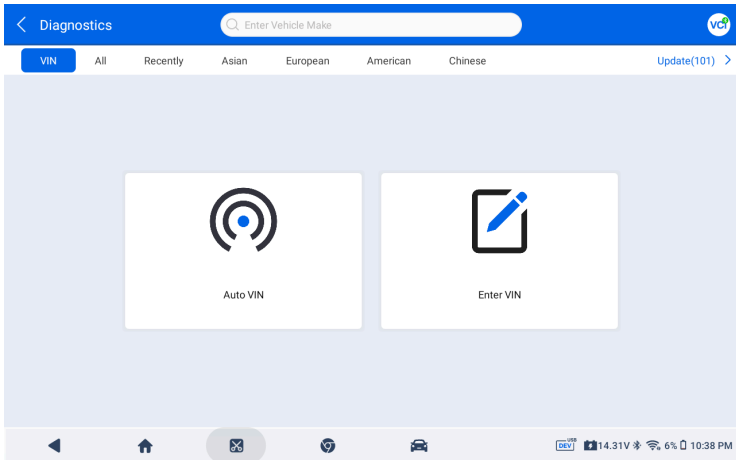 Diagnostics
Enter Vehicle Make
VCI
VIN All Recently Asian European American Chinese Update(101)
Auto VIN Enter VIN
USB
DEV 14.31V 6% 10:38 PM